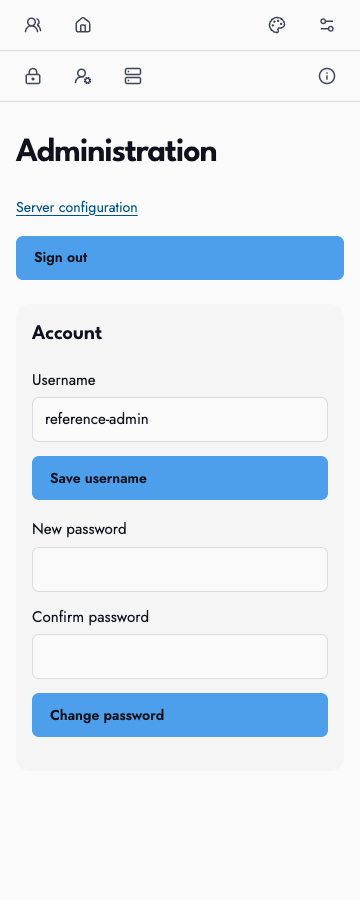 Administration
Server configuration
Sign out
Account
Username
reference-admin
Save username
New password
Confirm password
Change password